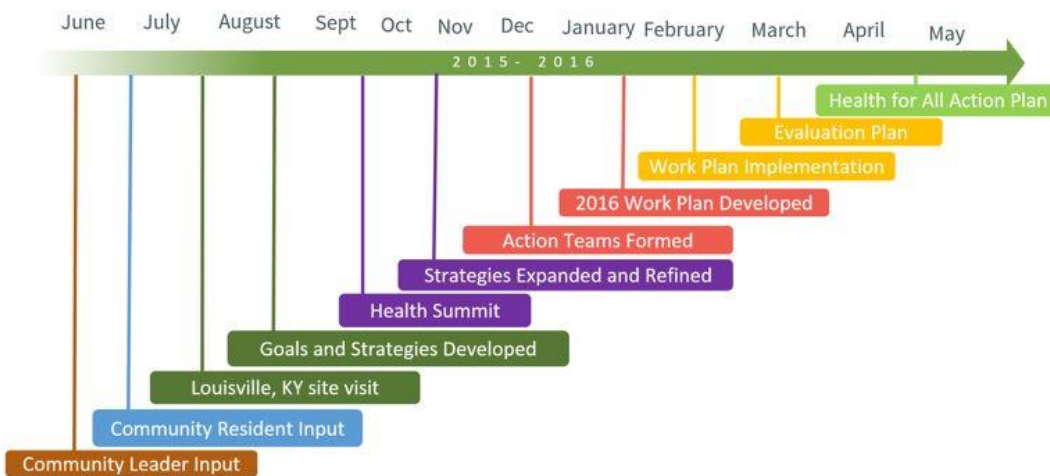 June July August Sept Oct Nov Dec January February March April May
2015- 2016
Health for All Action Plan
Evaluation Plan
Work Plan Implementation
2016 Work Plan Developed
Action Teams Formed
Strategies Expanded and Refined
Health Summit
Goals and Strategies Developed
Louisville, KY site visit
Community Resident Input
Community Leader Input